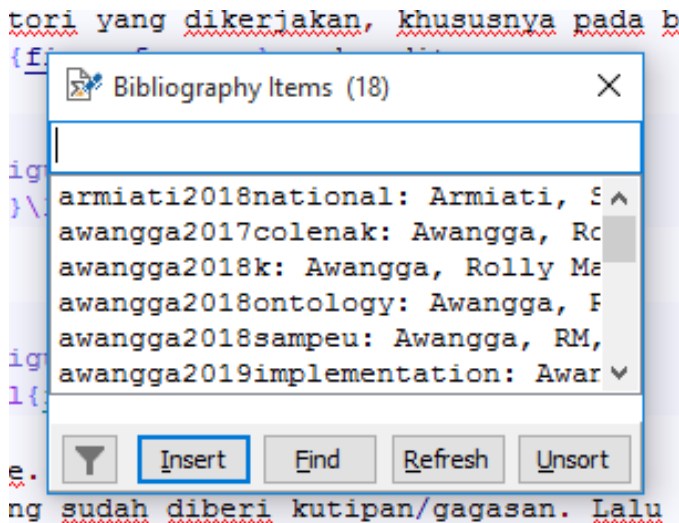 tori yang dikerjakan, khususnya pada b
Bibliography Items (18)
armiati2018national: Armiati, S
awangga2017colenak: Awangga, Ro
awangga2018k: Awangga, Rolly Ma
awangga2018ontology: Awangga, R
awangga2018sampeu: Awangga, RM,
awangga2019implementation: Awan
Insert Find Refresh Unsort
e.
ng sudah diberi kutipan/gagasan. Lalu